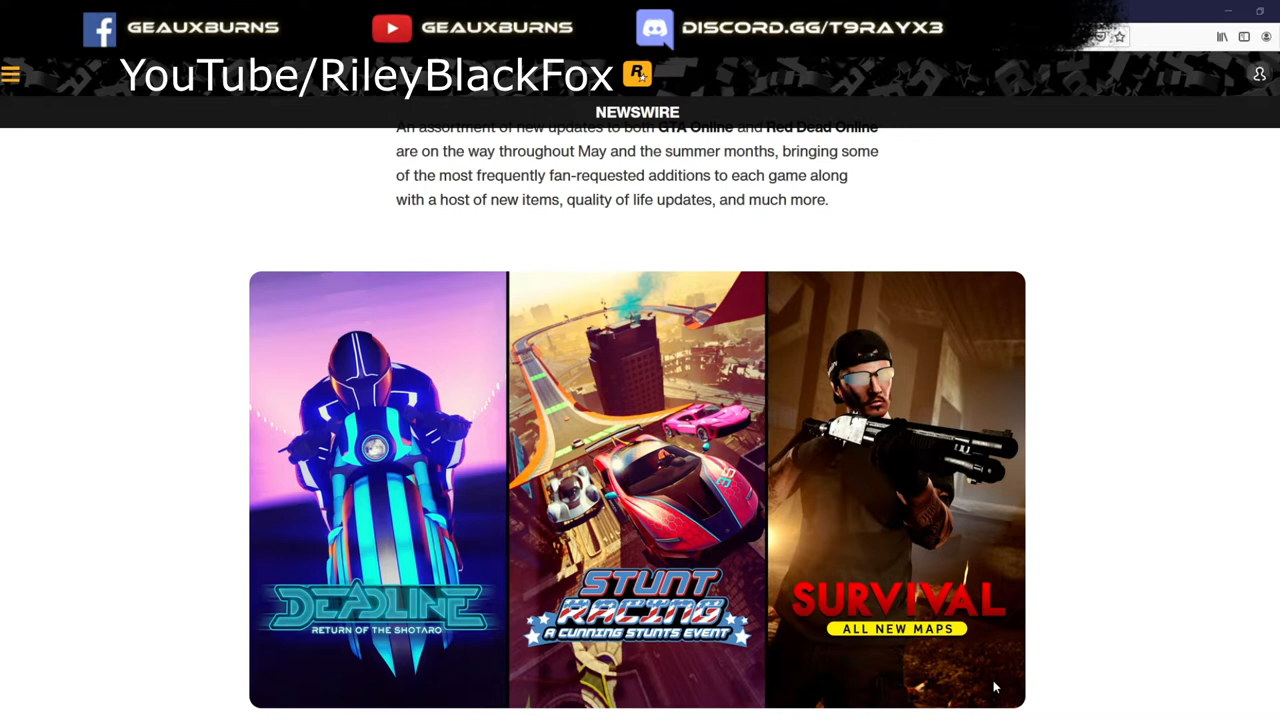 GEAUXBURNS
GEAUXBURNS
DISCORD.GG/T9RAYX3
YouTube/RileyBlackFox
NEWSWIRE
An assortment of new updates to both GTA Online and Red Dead Online
are on the way throughout May and the summer months, bringing some
of the most frequently fan-requested additions to each game along
with a host of new items, quality of life updates, and much more.
DEADLINE
RETURN OF THE SHOTARO
STUNT
RACING
A CUNNING STUNTS EVENT
SURVIVAL
ALL NEW MAPS